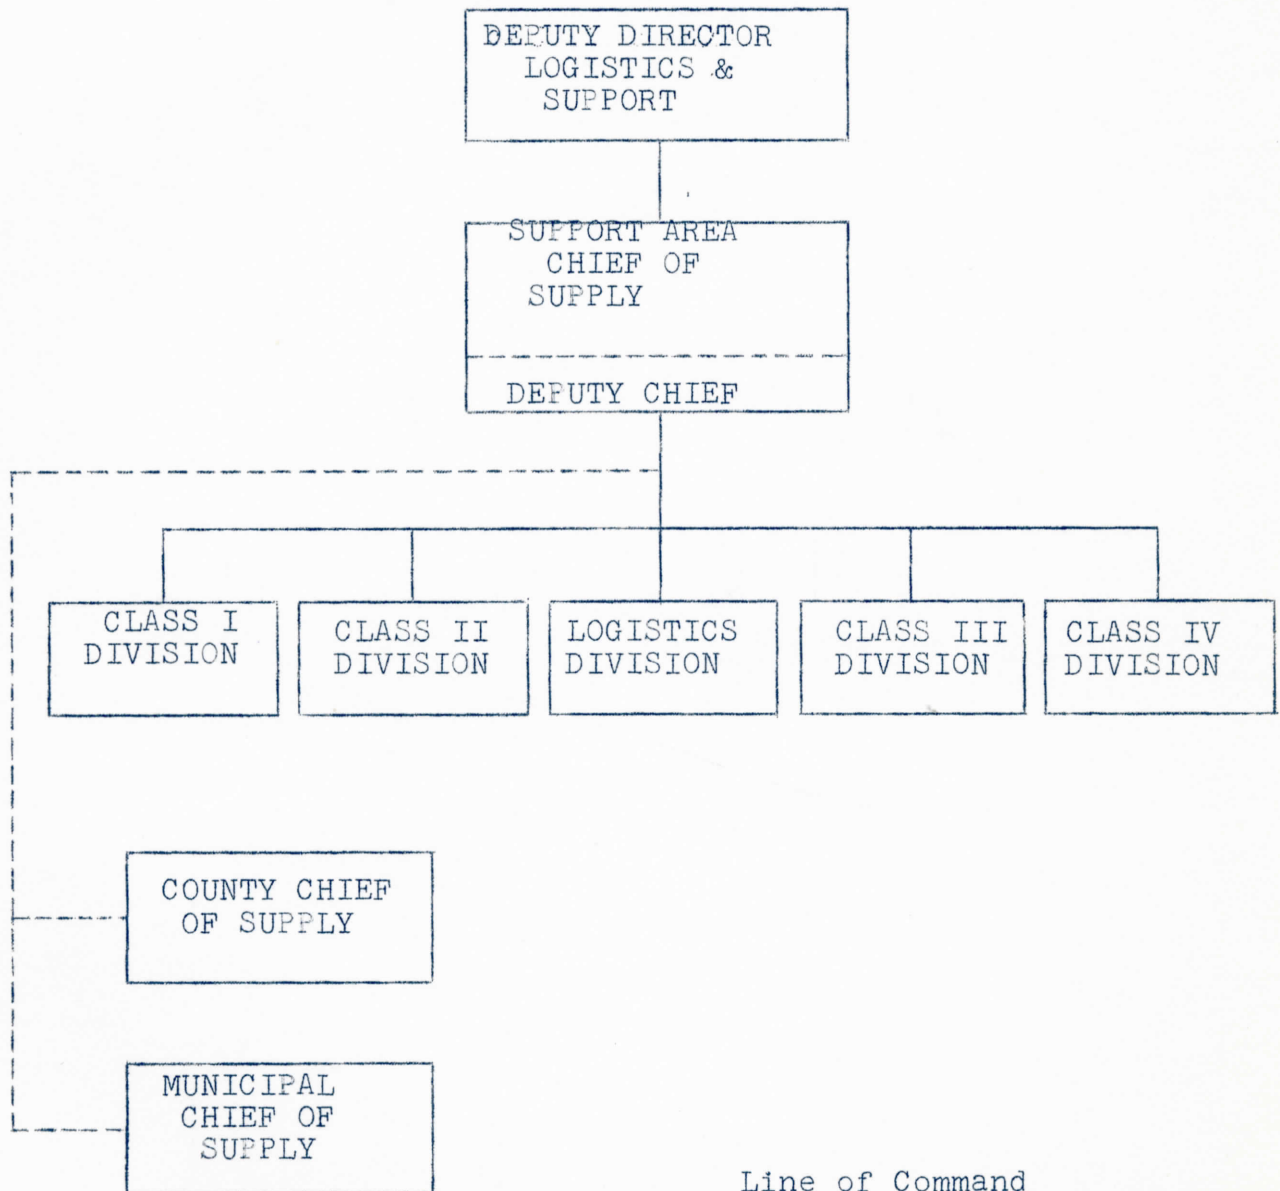 DEPUTY DIRECTOR
LOGISTICS &
SUPPORT
SUPPORT AREA
CHIEF OF
SUPPLY
DEPUTY CHIEF
CLASS I
DIVISION
CLASS II
DIVISION
LOGISTICS
DIVISION
CLASS III
DIVISION
CLASS IV
DIVISION
COUNTY CHIEF
OF SUPPLY
MUNICIPAL
CHIEF OF
SUPPLY
Line of Command